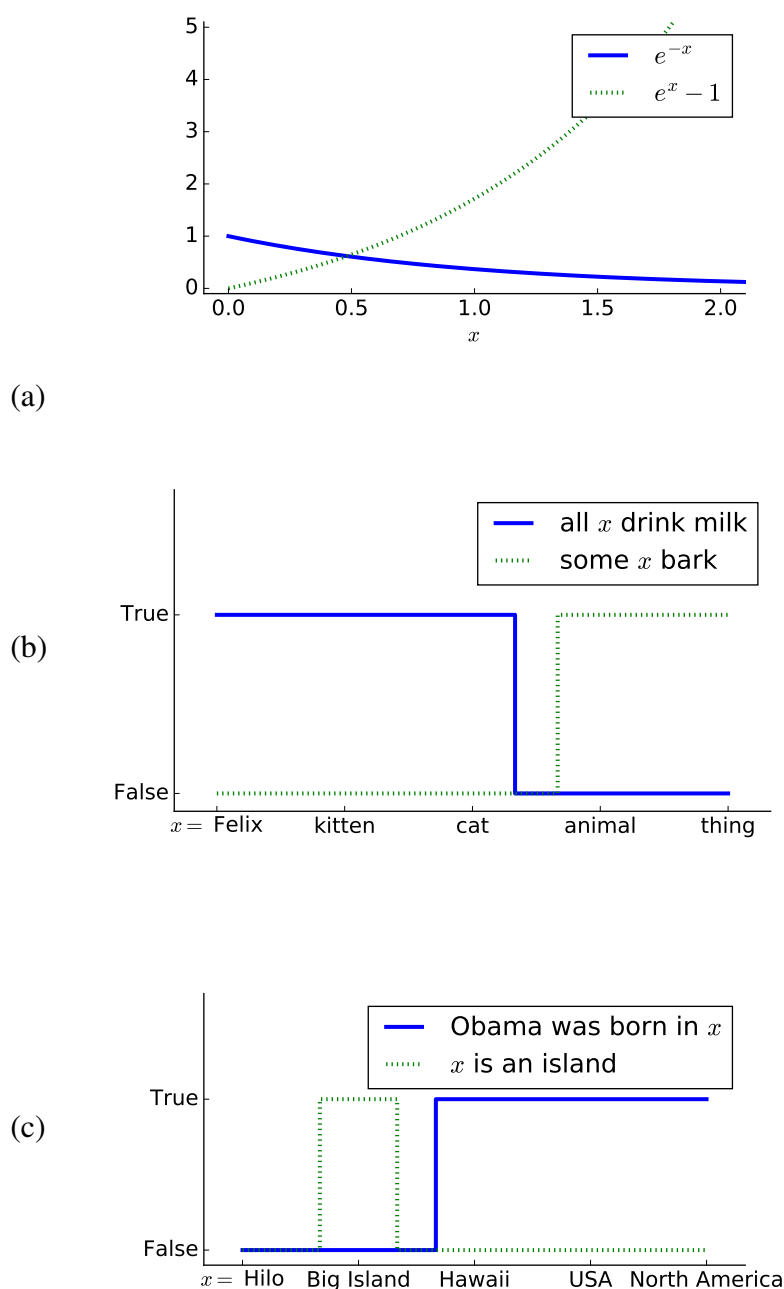 5
4
3
2
1
0
e^{-x}
e^x − 1
0.0 0.5 1.0 1.5 2.0
x
(a)
all x drink milk
some x bark
True
(b)
False
x = Felix kitten cat animal thing
Obama was born in x
x is an island
True
(c)
False
x = Hilo Big Island Hawaii USA North America